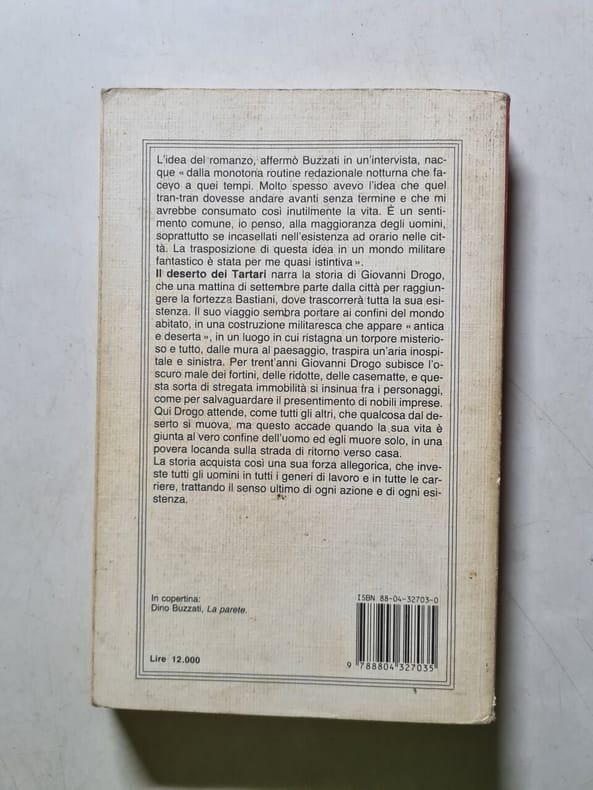 L'idea del romanzo, affermò Buzzati in un'intervista, nac-
que « dalla monotona routine redazionale notturna che fa-
cevo a quei tempi. Molto spesso avevo l'idea che quel
tran-tran dovesse andare avanti senza termine e che mi
avrebbe consumato così inutilmente la vita. È un senti-
mento comune, io penso, alla maggioranza degli uomini,
soprattutto se incasellati nell'esistenza ad orario nelle cit-
tà. La trasposizione di questa idea in un mondo militare
fantastico è stata per me quasi istintiva ».
Il deserto dei Tartari narra la storia di Giovanni Drogo,
che una mattina di settembre parte dalla città per raggiun-
gere la fortezza Bastiani, dove trascorrerà tutta la sua esi-
stenza. Il suo viaggio sembra portare ai confini del mondo
abitato, in una costruzione militaresca che appare « antica
e deserta », in un luogo in cui ristagna un torpore misterio-
so e tutto, dalle mura al paesaggio, traspira un'aria inospi-
tale e sinistra. Per trent'anni Giovanni Drogo subisce l'o-
scuro male dei fortini, delle ridotte, delle casematte, e que-
sta sorta di stregata immobilità si insinua fra i personaggi,
come per salvaguardare il presentimento di nobili imprese.
Qui Drogo attende, come tutti gli altri, che qualcosa dal de-
serto si muova, ma questo accade quando la sua vita è
giunta al vero confine dell'uomo ed egli muore solo, in una
povera locanda sulla strada di ritorno verso casa.
La storia acquista così una sua forza allegorica, che inve-
ste tutti gli uomini in tutti i generi di lavoro e in tutte le car-
riere, trattando il senso ultimo di ogni azione e di ogni esi-
stenza.
In copertina:
Dino Buzzati, La parete.
Lire 12.000
ISBN 88-04-32703-0
9 788804 327035